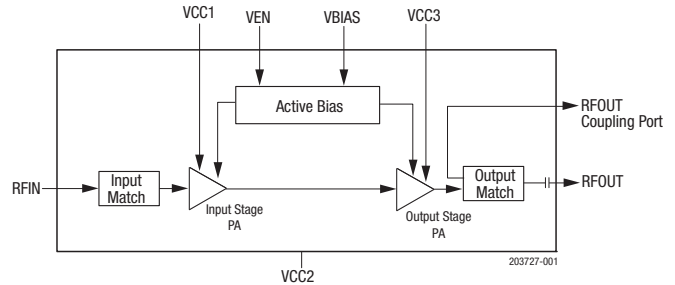 VCC1
VEN
VBIAS
VCC3
Active Bias
RFOUT
Coupling Port
RFIN
Input
Match
Input Stage
PA
Output Stage
PA
Output
Match
RFOUT
203727-001
VCC2